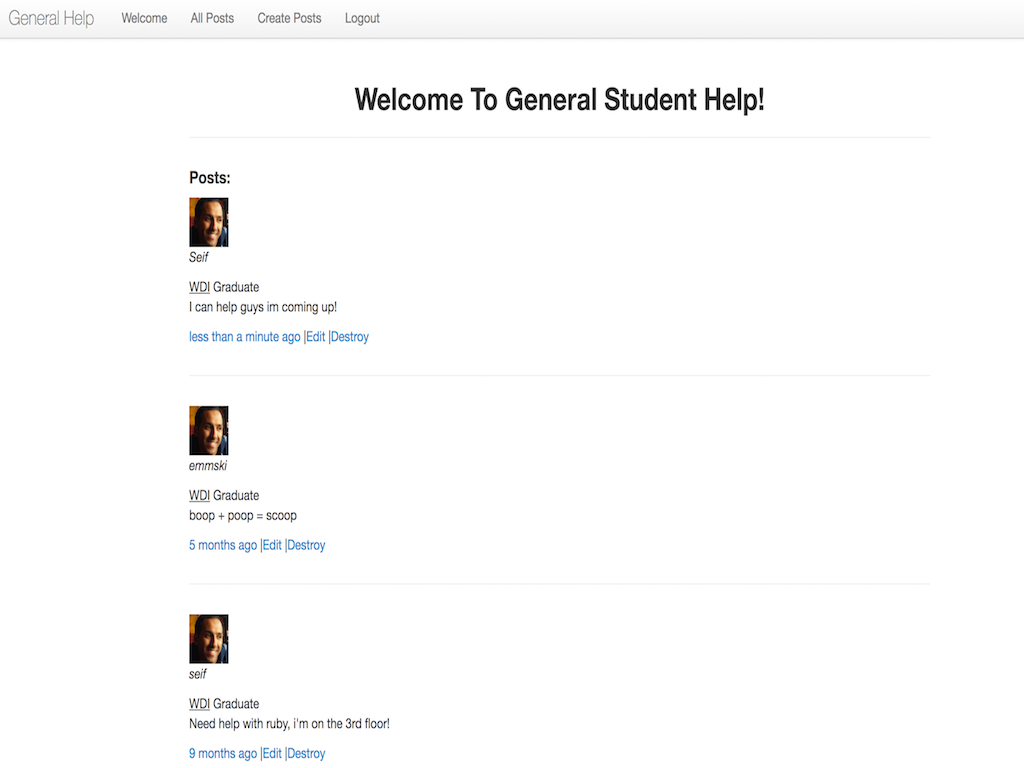 General Help Welcome All Posts Create Posts Logout
Welcome To General Student Help!
Posts:
Seif
WDI Graduate
I can help guys im coming up!
less than a minute ago |Edit |Destroy
emmski
WDI Graduate
boop + poop = scoop
5 months ago |Edit |Destroy
seif
WDI Graduate
Need help with ruby, i'm on the 3rd floor!
9 months ago |Edit |Destroy